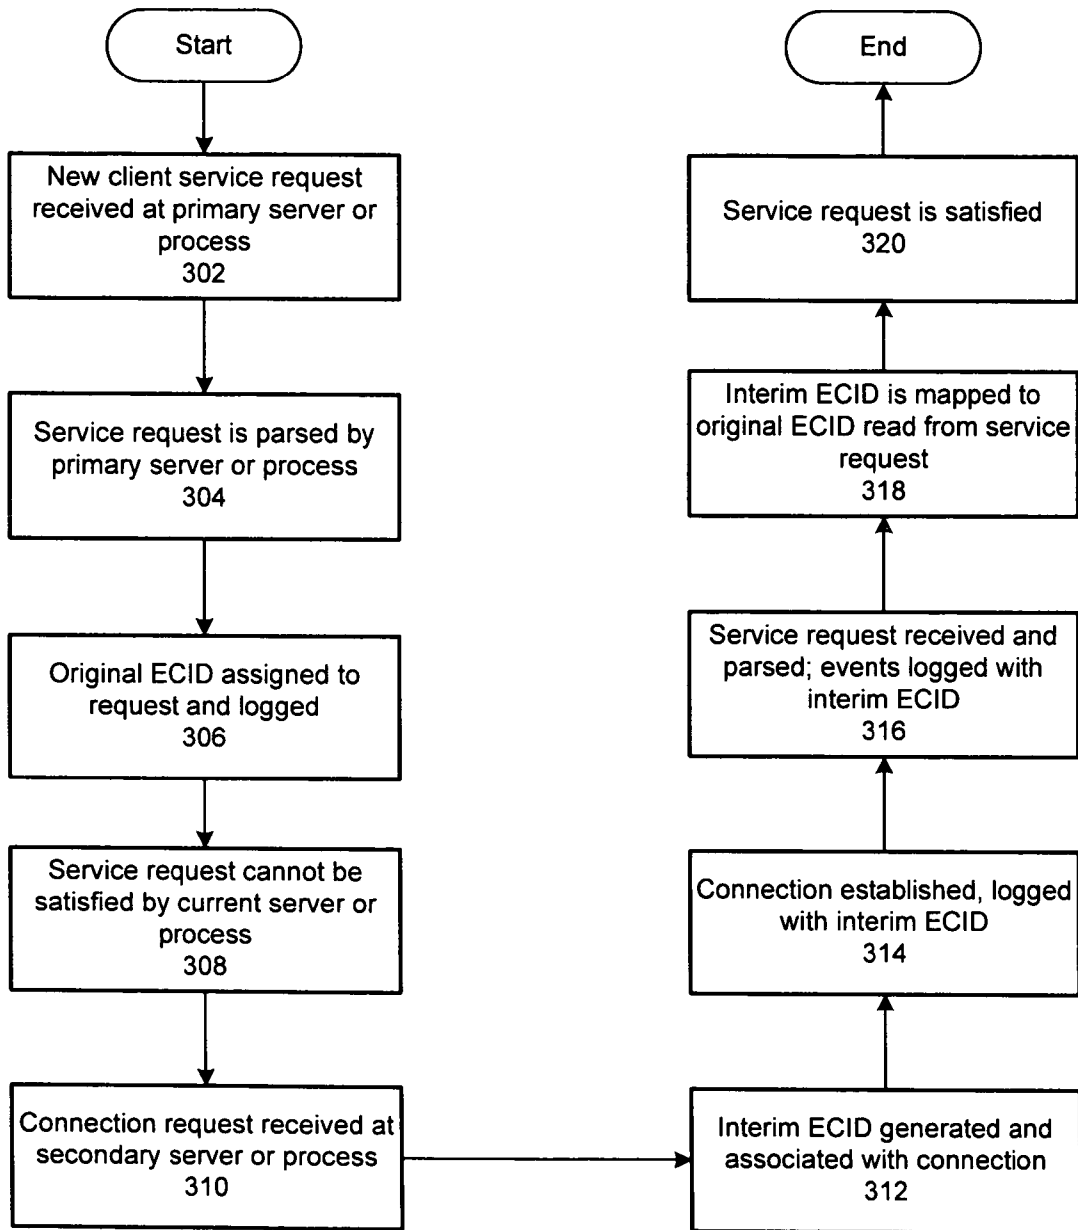 Start
New client service request
received at primary server or
process
302
Service request is parsed by
primary server or process
304
Original ECID assigned to
request and logged
306
Service request cannot be
satisfied by current server or
process
308
Connection request received at
secondary server or process
310
Interim ECID generated and
associated with connection
312
Connection established, logged
with interim ECID
314
Service request received and
parsed; events logged with
interim ECID
316
Interim ECID is mapped to
original ECID read from service
request
318
Service request is satisfied
320
End